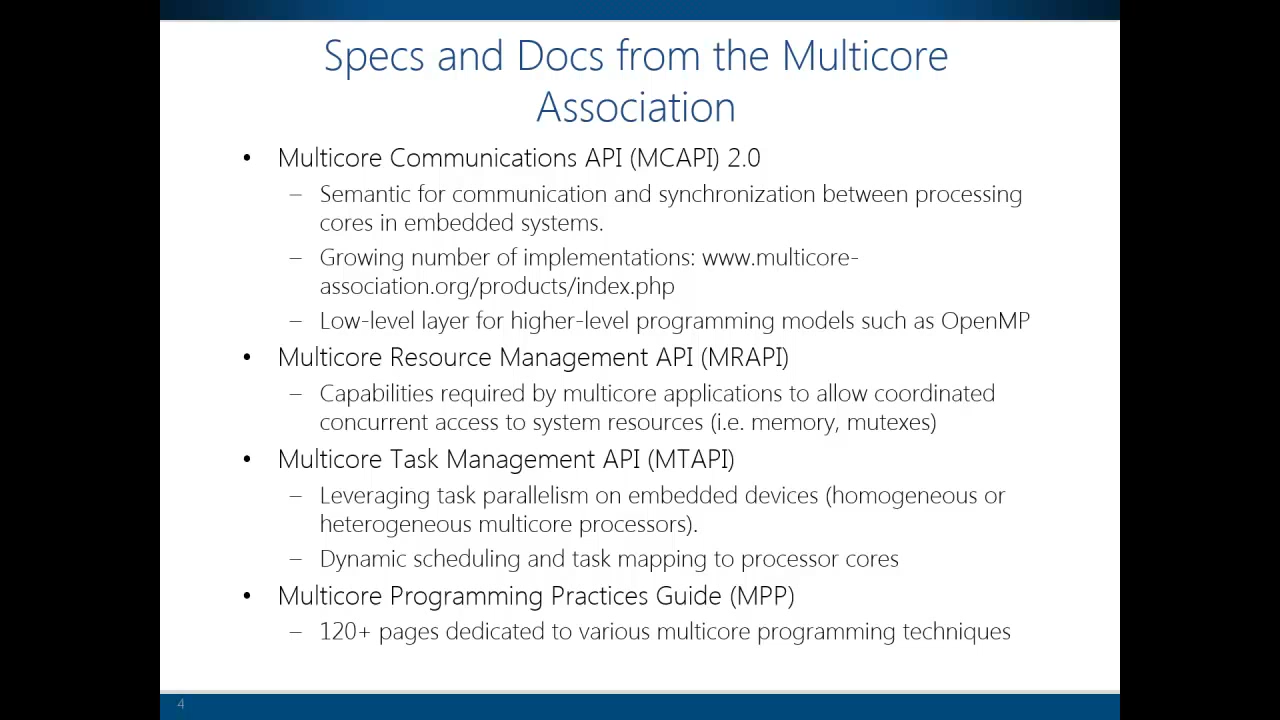 Specs and Docs from the Multicore
Association
• Multicore Communications API (MCAPI) 2.0
– Semantic for communication and synchronization between processing
cores in embedded systems.
– Growing number of implementations: www.multicore-
association.org/products/index.php
– Low-level layer for higher-level programming models such as OpenMP
• Multicore Resource Management API (MRAPI)
– Capabilities required by multicore applications to allow coordinated
concurrent access to system resources (i.e. memory, mutexes)
• Multicore Task Management API (MTAPI)
– Leveraging task parallelism on embedded devices (homogeneous or
heterogeneous multicore processors).
– Dynamic scheduling and task mapping to processor cores
• Multicore Programming Practices Guide (MPP)
– 120+ pages dedicated to various multicore programming techniques
4